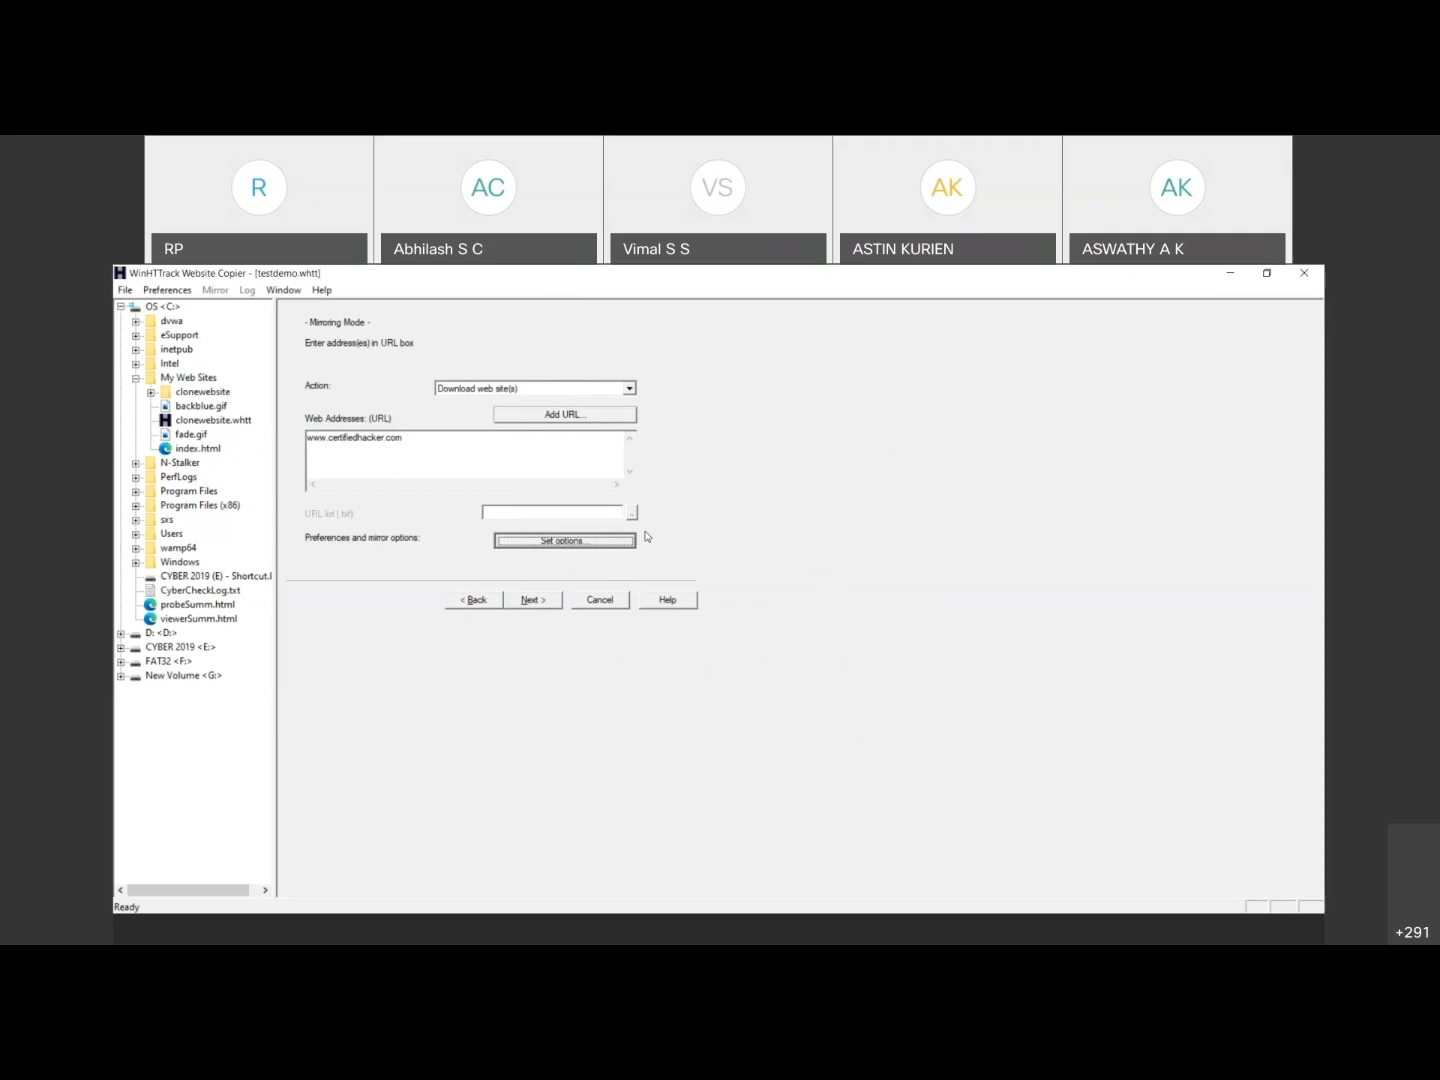 R
AC
VS
AK
AK
RP
Abhilash S C
Vimal S S
ASTIN KURIEN
ASWATHY A K
WinHTTrack Website Copier - [testdemo.whtt]
File Preferences Mirror Log Window Help
OS <C:>
dvwa
eSupport
inetpub
Intel
My Web Sites
clonewebsite
backblue.gif
clonewebsite.whtt
fade.gif
index.html
N-Stalker
PerfLogs
Program Files
Program Files (x86)
sxs
Users
wamp64
Windows
CYBER 2019 (E) - Shortcut.l
CyberCheckLog.txt
probeSumm.html
viewerSumm.html
D: <D:>
CYBER 2019 <E:>
FAT32 <F:>
New Volume <G:>
- Mirroring Mode -
Enter address(es) in URL box
Action:
Download web site(s)
Web Addresses: (URL)
Add URL...
www.certifiedhacker.com
URL list (.txt):
..
Preferences and mirror options:
Set options...
< Back
Next >
Cancel
Help
Ready
+291